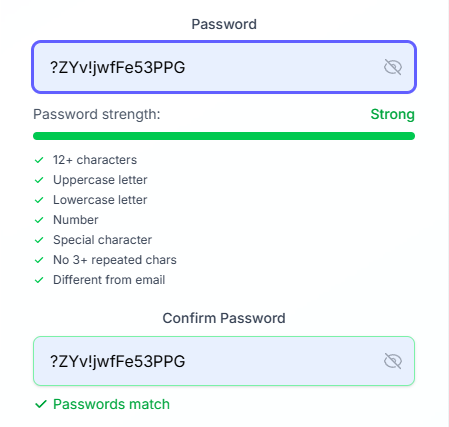 Password
?ZYv!jwfFe53PPG
Password strength: Strong
12+ characters
Uppercase letter
Lowercase letter
Number
Special character
No 3+ repeated chars
Different from email
Confirm Password
?ZYv!jwfFe53PPG
Passwords match